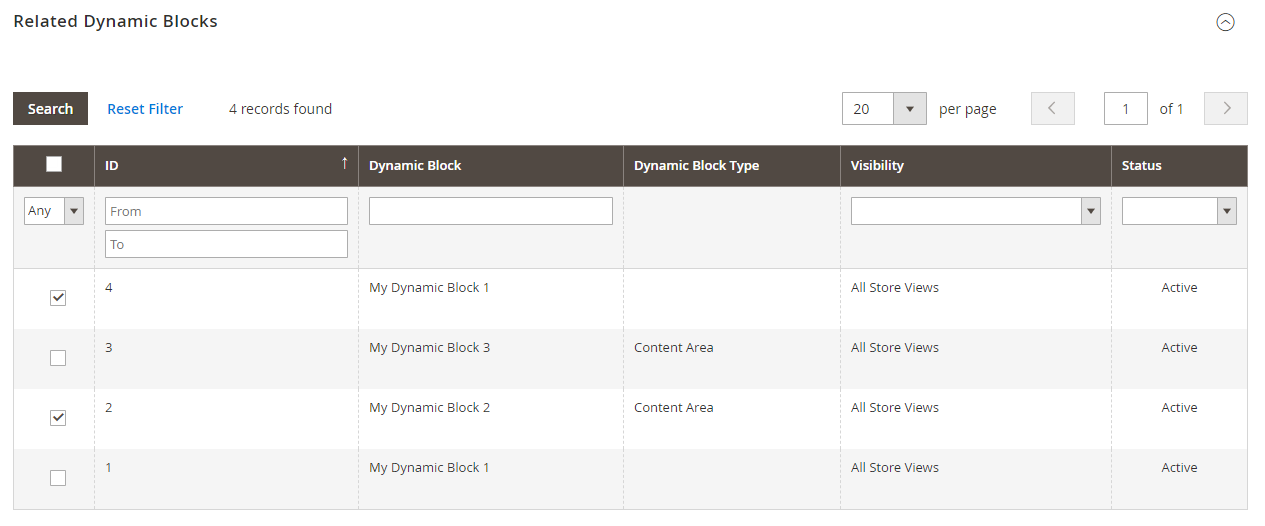 Related Dynamic Blocks
Search Reset Filter 4 records found 20 per page 1 of 1
ID ↑ Dynamic Block Dynamic Block Type Visibility Status
Any From
To
4 My Dynamic Block 1 All Store Views Active
3 My Dynamic Block 3 Content Area All Store Views Active
2 My Dynamic Block 2 Content Area All Store Views Active
1 My Dynamic Block 1 All Store Views Active